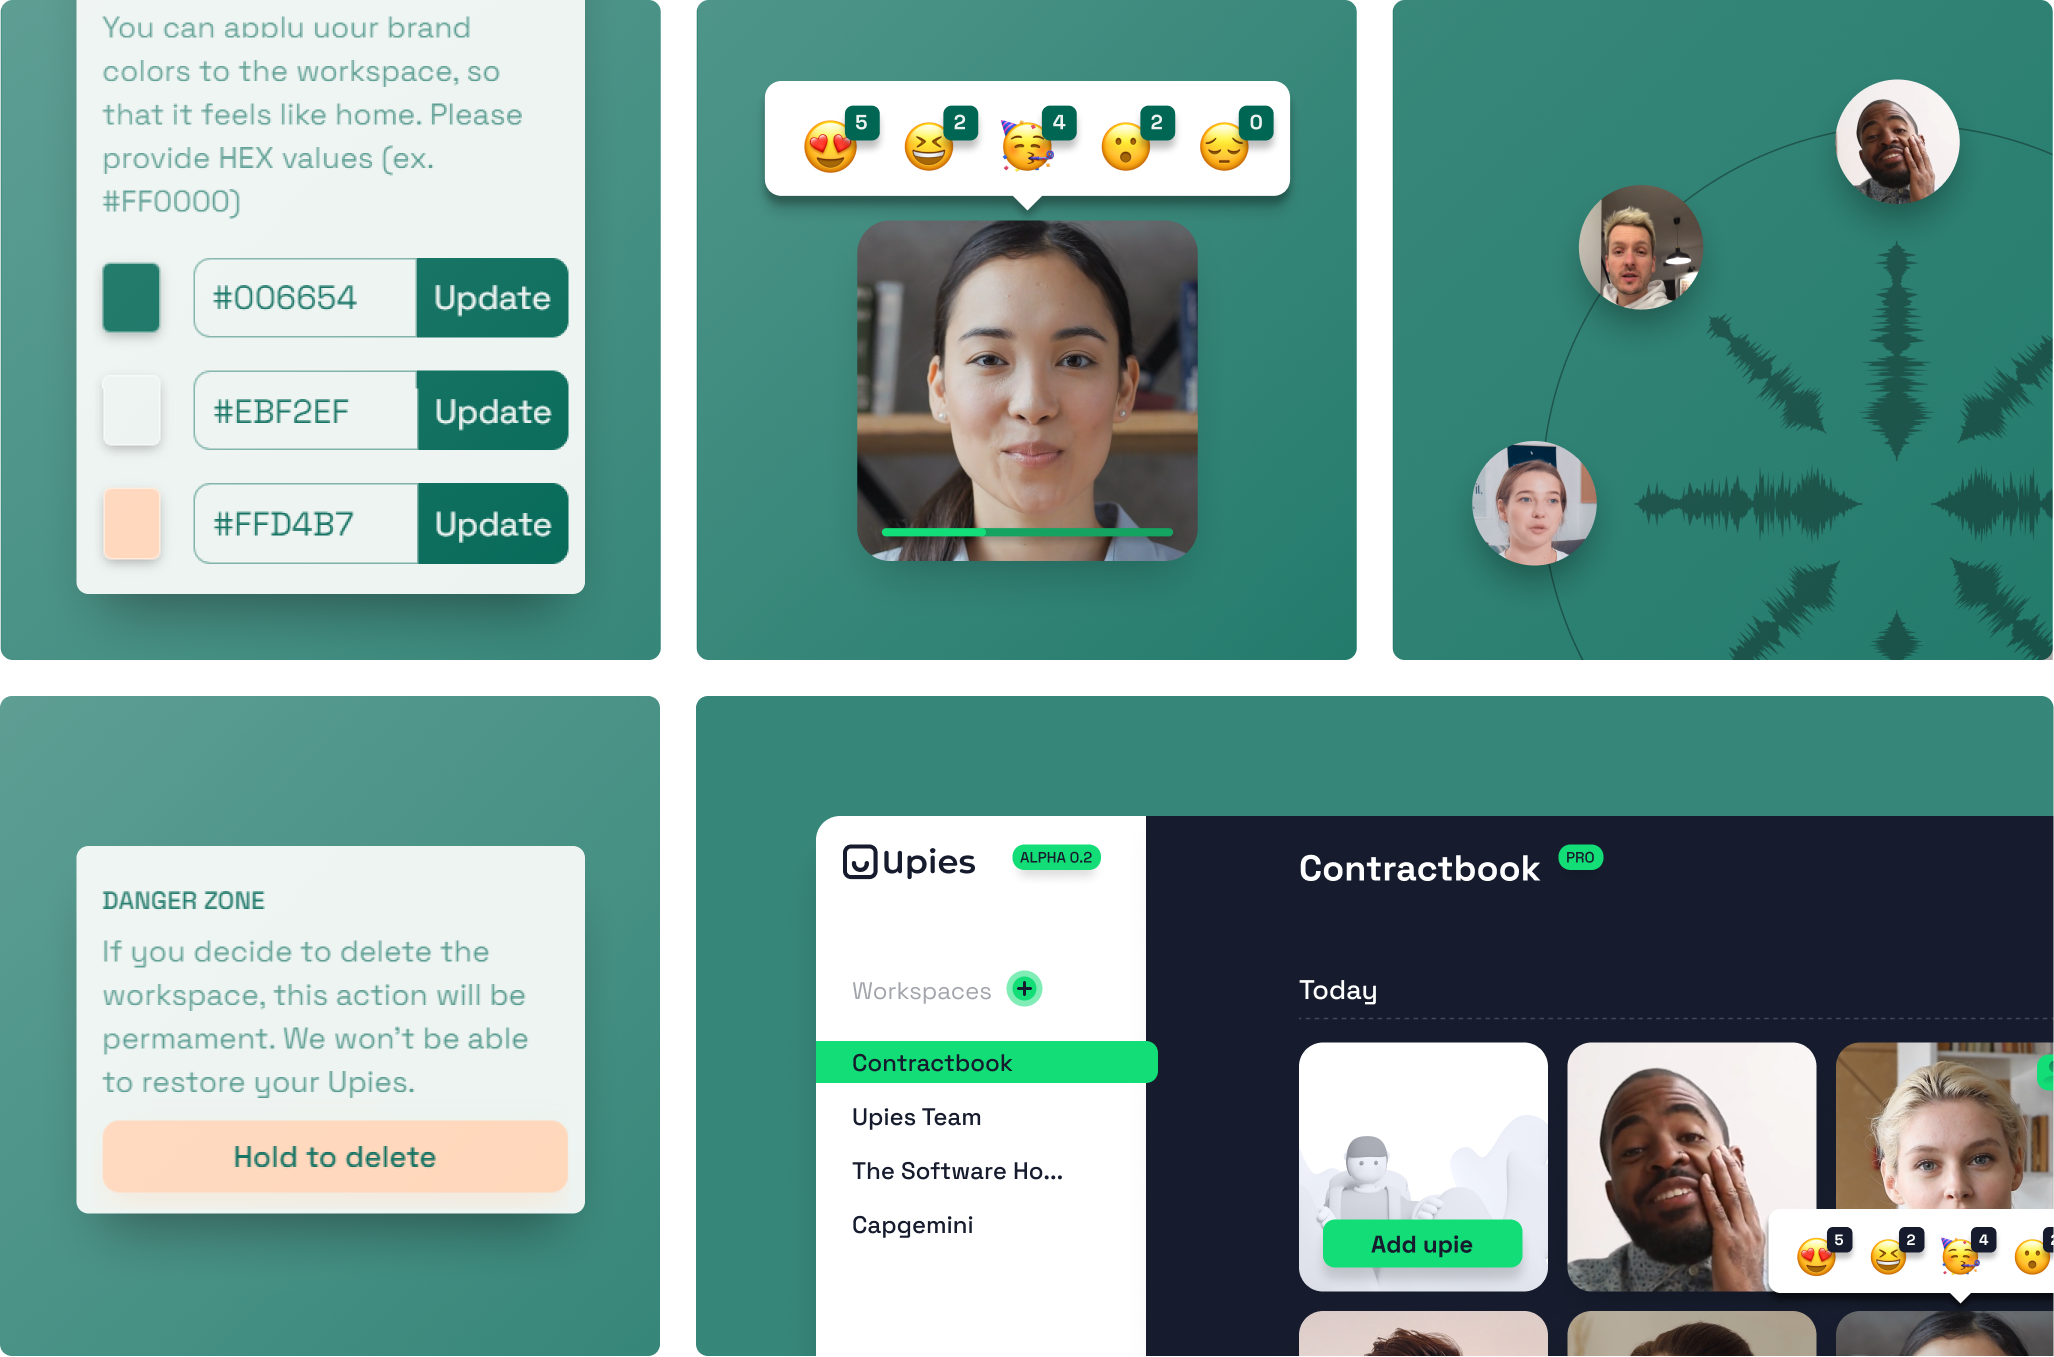 You can apply your brand
colors to the workspace, so
that it feels like home. Please
provide HEX values (ex.
#FF0000)
#006654 Update
#EBF2EF Update
#FFD4B7 Update
5 2 4 2 0
DANGER ZONE
If you decide to delete the
workspace, this action will be
permament. We won't be able
to restore your Upies.
Hold to delete
Upies ALPHA 0.2
Workspaces
Contractbook
Upies Team
The Software Ho...
Capgemini
Contractbook PRO
Today
Add upie
5 2 4